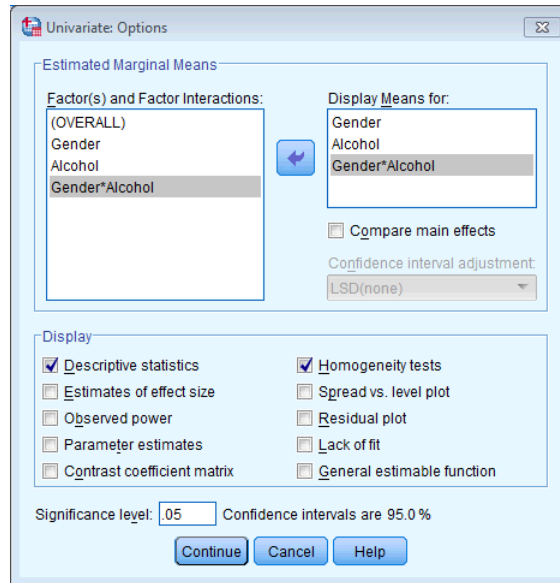 Univariate: Options
Estimated Marginal Means
Factor(s) and Factor Interactions:
(OVERALL)
Gender
Alcohol
Gender*Alcohol
Display Means for:
Gender
Alcohol
Gender*Alcohol
Compare main effects
Confidence interval adjustment:
LSD(none)
Display
Descriptive statistics
Homogeneity tests
Estimates of effect size
Spread vs. level plot
Observed power
Residual plot
Parameter estimates
Lack of fit
Contrast coefficient matrix
General estimable function
Significance level: .05 Confidence intervals are 95.0 %
Continue Cancel Help